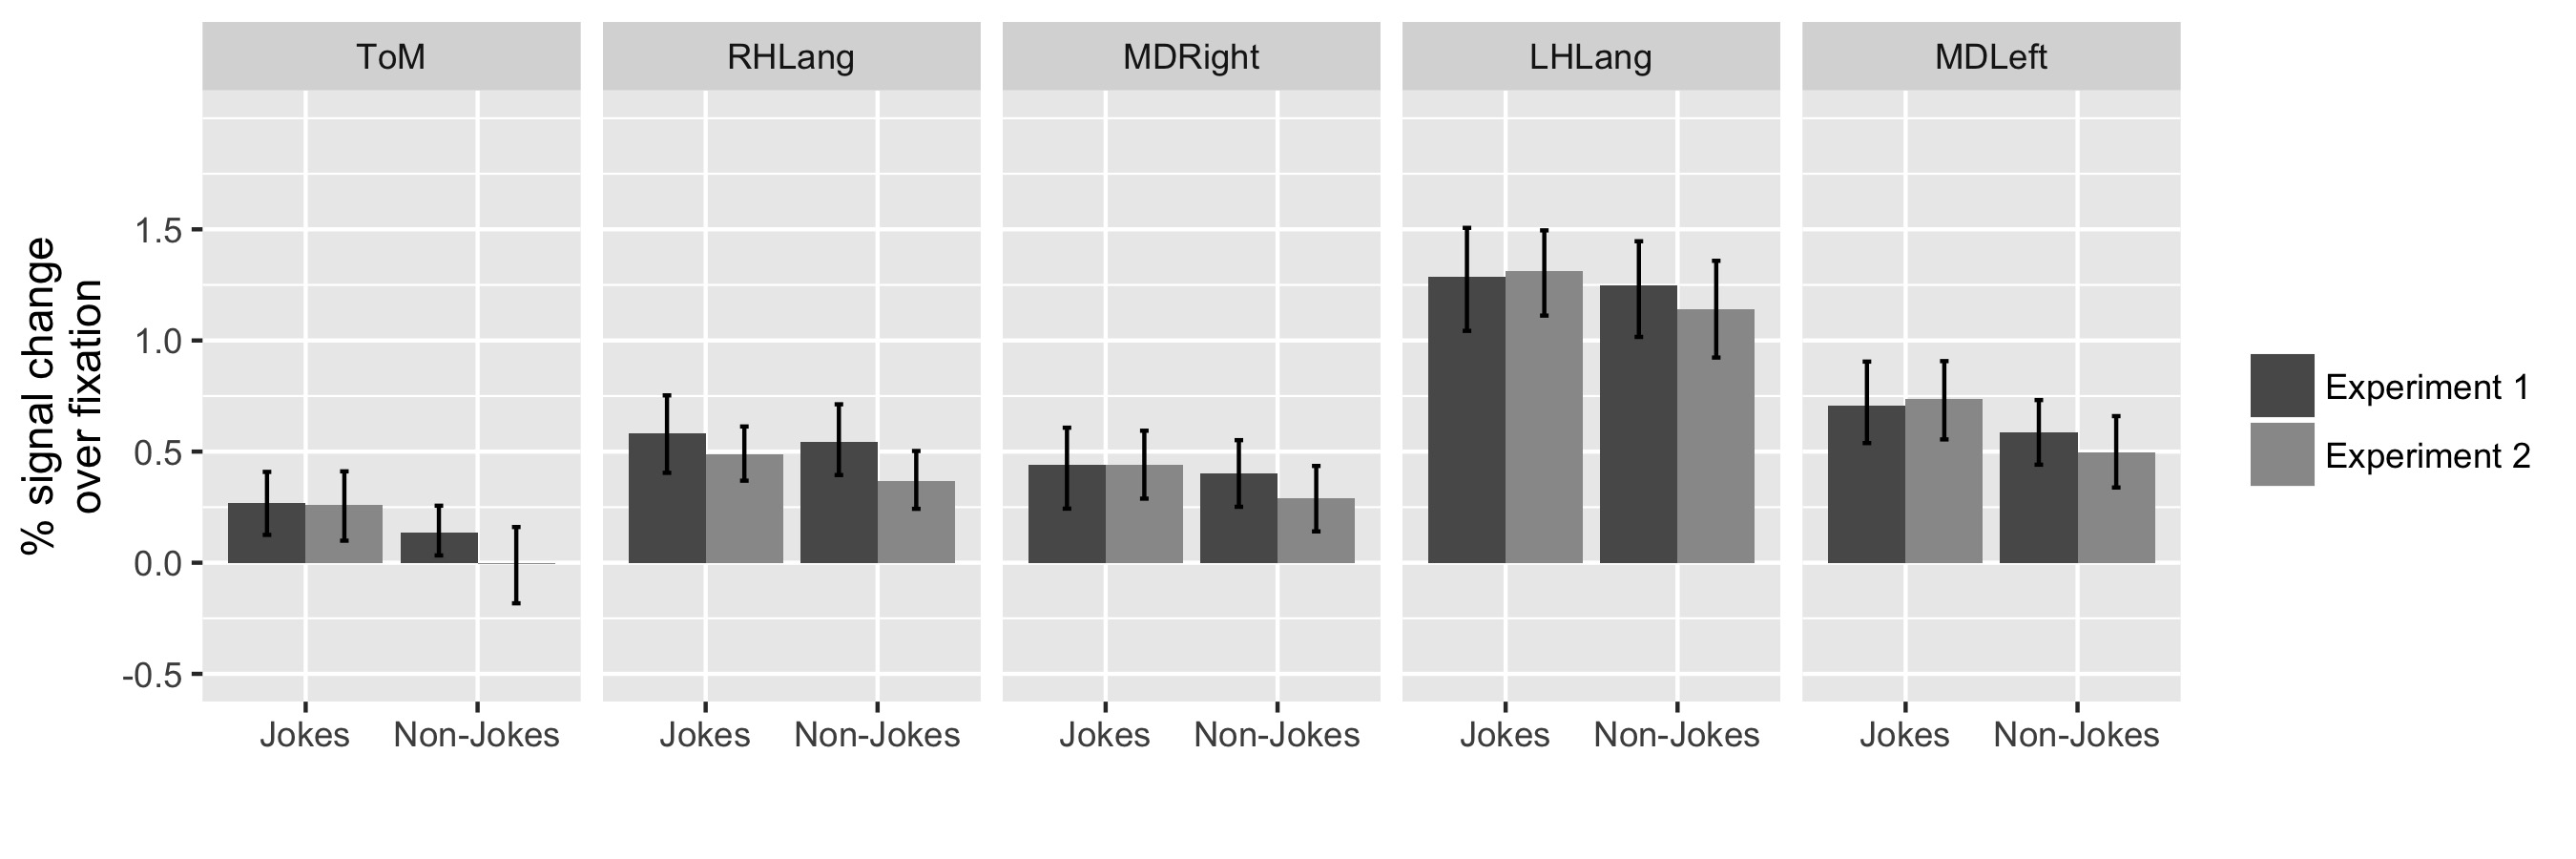 ToM RHLang MDRight LHLang MDLeft
% signal change
over fixation
1.5
1.0
0.5
0.0
-0.5
Jokes Non-Jokes Jokes Non-Jokes Jokes Non-Jokes Jokes Non-Jokes Jokes Non-Jokes
Experiment 1
Experiment 2